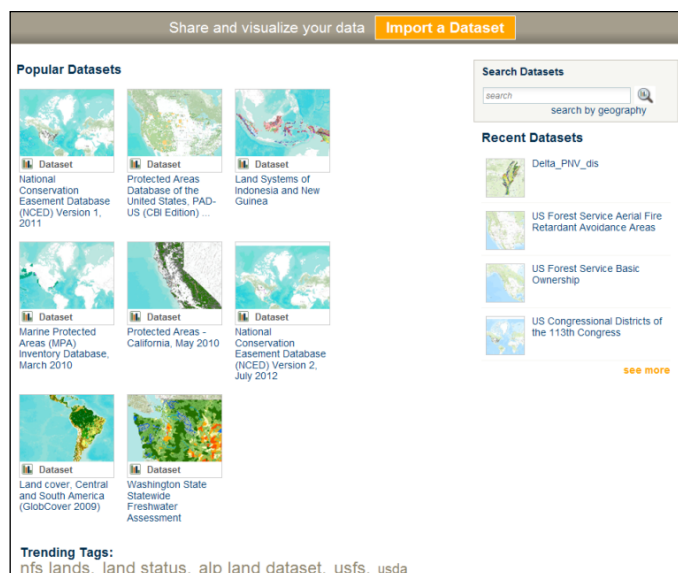 Share and visualize your data Import a Dataset
Popular Datasets
Dataset
National
Conservation
Easement Database
(NCED) Version 1,
2011
Dataset
Protected Areas
Database of the
United States, PAD-
US (CBI Edition) ...
Dataset
Land Systems of
Indonesia and New
Guinea
Dataset
Marine Protected
Areas (MPA)
Inventory Database,
March 2010
Dataset
Protected Areas -
California, May 2010
Dataset
National
Conservation
Easement Database
(NCED) Version 2,
July 2012
Dataset
Land cover, Central
and South America
(GlobCover 2009)
Dataset
Washington State
Statewide
Freshwater
Assessment
Trending Tags:
nfs lands, land status, alp land dataset, usfs, usda
Search Datasets
search
search by geography
Recent Datasets
Delta_PNV_dis
US Forest Service Aerial Fire
Retardant Avoidance Areas
US Forest Service Basic
Ownership
US Congressional Districts of
the 113th Congress
see more